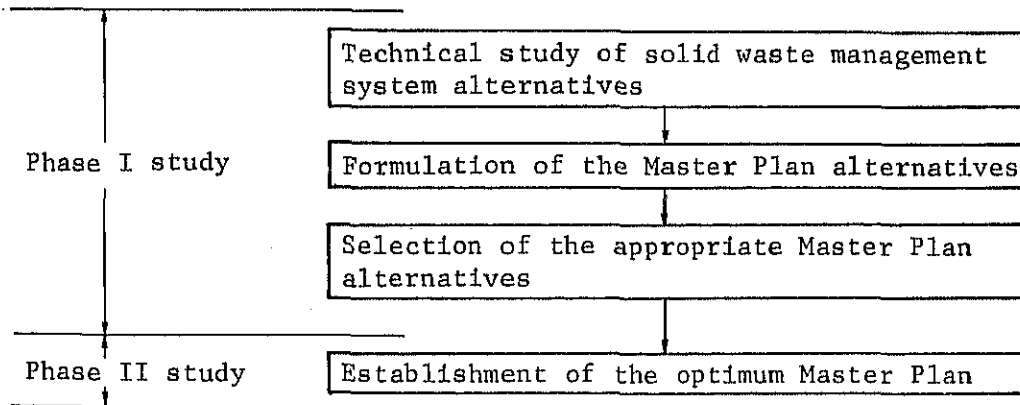 Technical study of solid waste management
system alternatives
Phase I study
Formulation of the Master Plan alternatives
Selection of the appropriate Master Plan
alternatives
Phase II study
Establishment of the optimum Master Plan